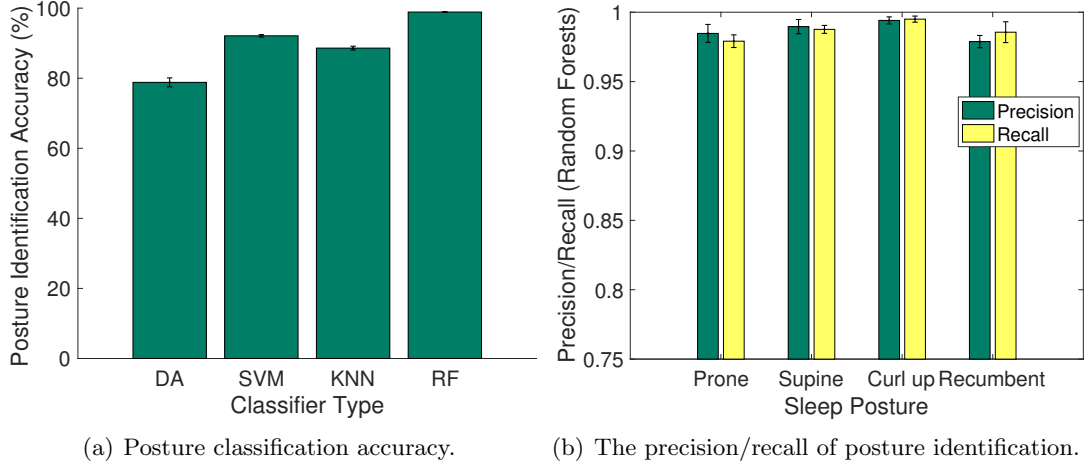 Posture Identification Accuracy (%)
100
80
60
40
20
0
DA SVM KNN RF
Classifier Type
(a) Posture classification accuracy.
Precision/Recall (Random Forests)
1
0.95
0.9
0.85
0.8
0.75
Precision
Recall
Prone Supine Curl up Recumbent
Sleep Posture
(b) The precision/recall of posture identification.